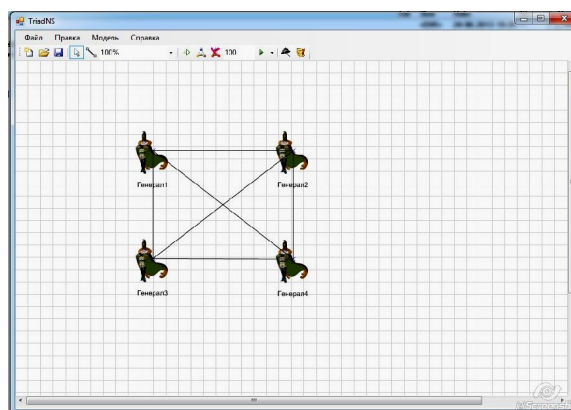 TriadNS
Файл Правка Модель Справка
100% 100
Генерал1 Генерал2
Генерал3 Генерал4